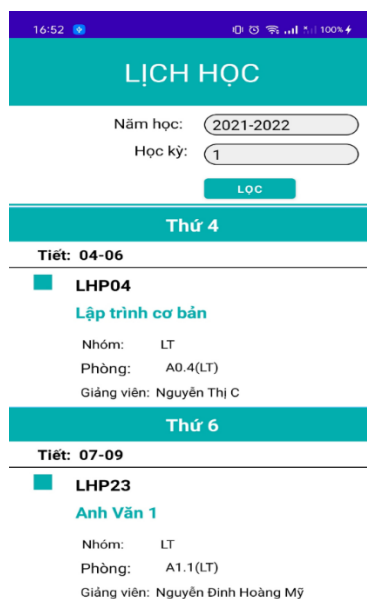 16:52 100%
LỊCH HỌC
Năm học: 2021-2022
Học kỳ: 1
LỌC
Thứ 4
Tiết: 04-06
LHP04
Lập trình cơ bản
Nhóm: LT
Phòng: A0.4(LT)
Giảng viên: Nguyễn Thị C
Thứ 6
Tiết: 07-09
LHP23
Anh Văn 1
Nhóm: LT
Phòng: A1.1(LT)
Giảng viên: Nguyễn Đinh Hoàng Mỹ